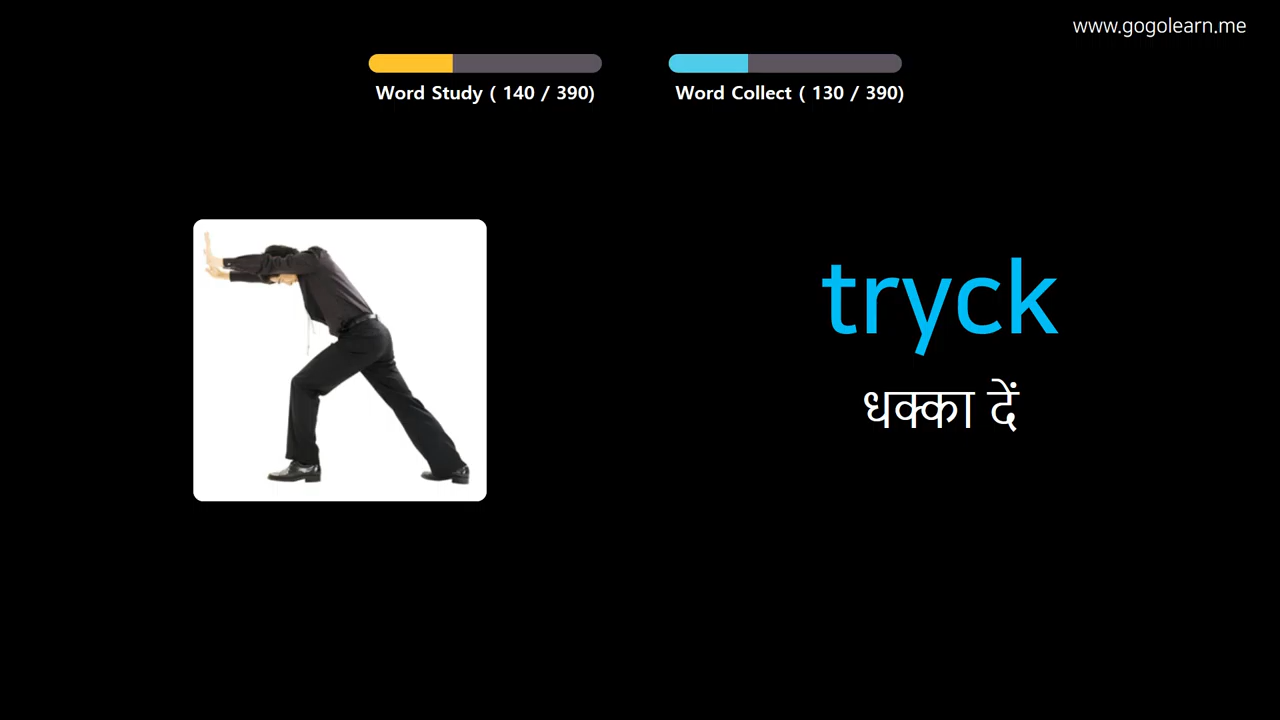 www.gogolearn.me
Word Study ( 140 / 390)
Word Collect ( 130 / 390)
tryck
धक्का दें